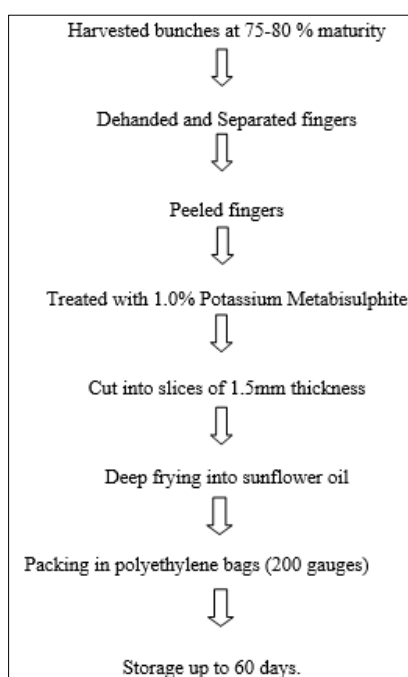 Harvested bunches at 75-80 % maturity
Dehanded and Separated fingers
Peeled fingers
Treated with 1.0% Potassium Metabisulphite
Cut into slices of 1.5mm thickness
Deep frying into sunflower oil
Packing in polyethylene bags (200 gauges)
Storage up to 60 days.